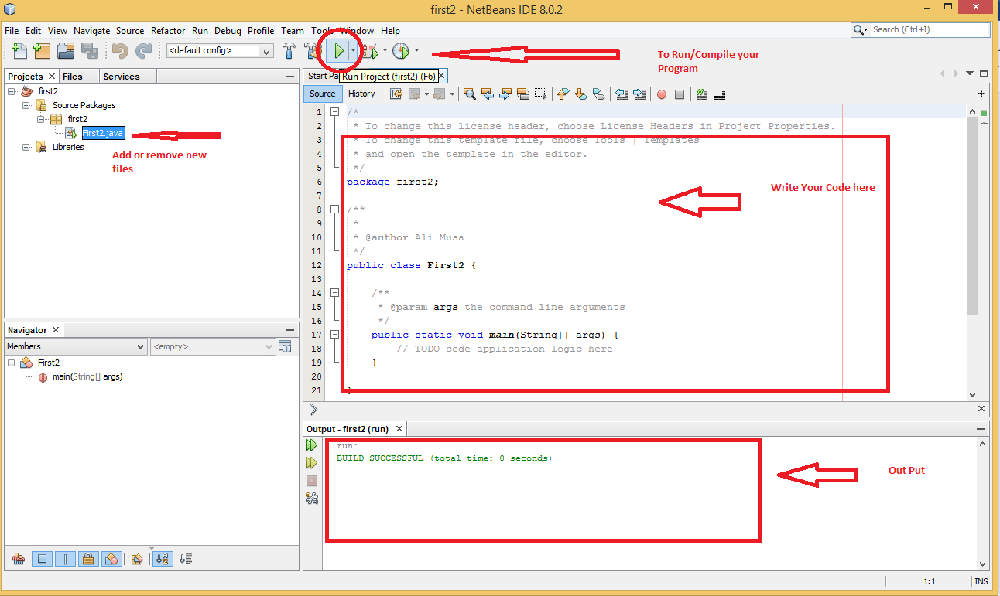 first2 - NetBeans IDE 8.0.2
File Edit View Navigate Source Refactor Run Debug Profile Team Tools Window Help
Search (Ctrl+I)
<default config>
To Run/Compile your
Program
Projects Files Services
Start Pa
Run Project (first2) (F6)
first2
Source Packages
first2
First2.java
Libraries
Add or remove new
files
Source History
1 /*
2 * To change this license header, choose License Headers in Project Properties.
3 * To change this template file, choose Tools | Templates
4 * and open the template in the editor.
5 */
6 package first2;
7
8 /**
9 *
10 * @author Ali Musa
11 */
12 public class First2 {
13
14 /**
15 * @param args the command line arguments
16 */
17 public static void main(String[] args) {
18 // TODO code application logic here
19 }
20
21 }
Write Your Code here
Navigator
Members <empty>
First2
main(String[] args)
Output - first2 (run)
run:
BUILD SUCCESSFUL (total time: 0 seconds)
Out Put
1:1 INS